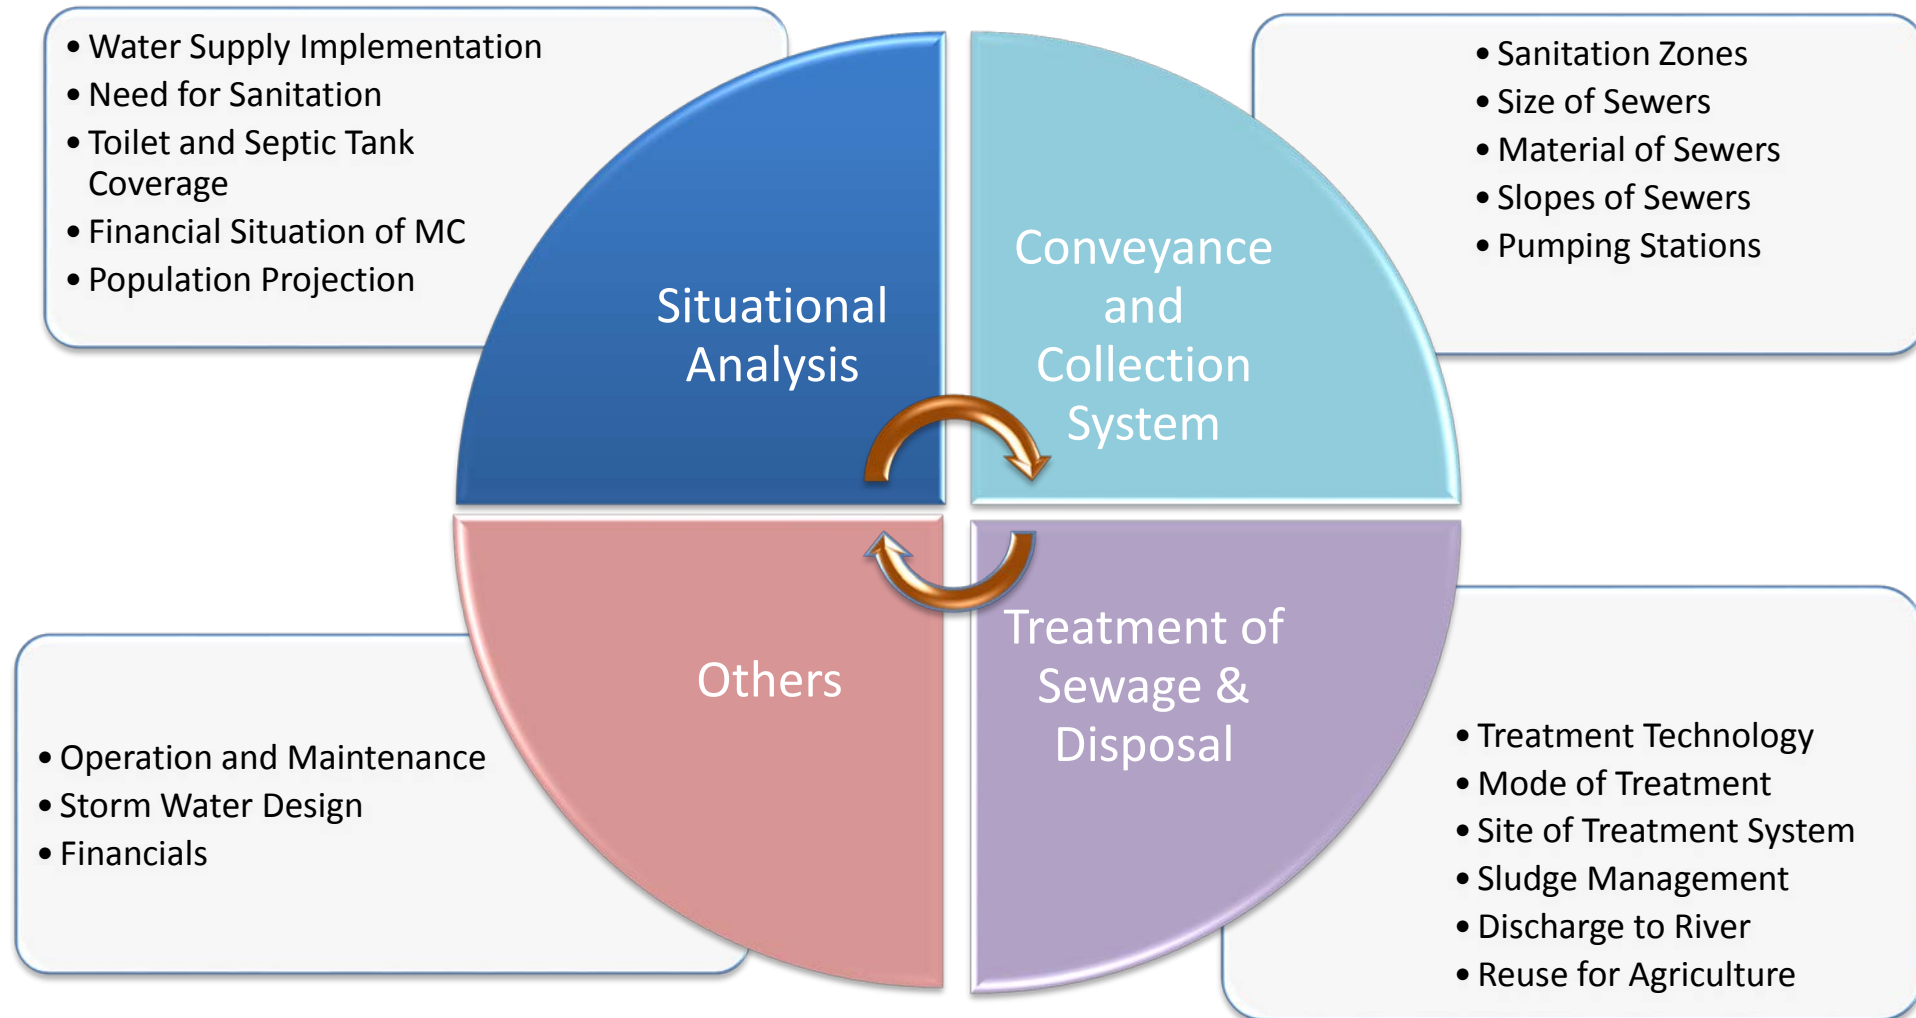 • Water Supply Implementation
• Need for Sanitation
• Toilet and Septic Tank
Coverage
• Financial Situation of MC
• Population Projection
Situational
Analysis
• Sanitation Zones
• Size of Sewers
• Material of Sewers
• Slopes of Sewers
• Pumping Stations
Conveyance
and
Collection
System
Others
• Operation and Maintenance
• Storm Water Design
• Financials
Treatment of
Sewage &
Disposal
• Treatment Technology
• Mode of Treatment
• Site of Treatment System
• Sludge Management
• Discharge to River
• Reuse for Agriculture